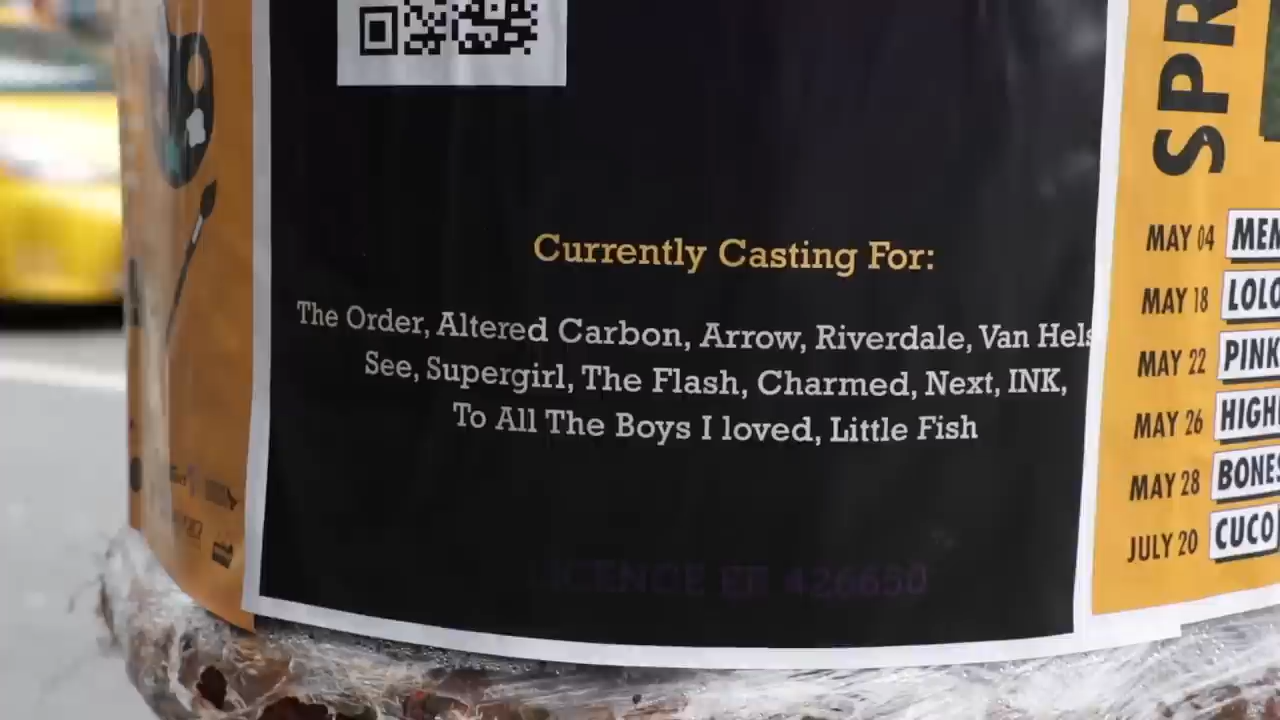 Currently Casting For:
The Order, Altered Carbon, Arrow, Riverdale, Van Hels
See, Supergirl, The Flash, Charmed, Next, INK,
To All The Boys I loved, Little Fish
LICENCE 426650
SPR
MAY 04 MEM
MAY 18 LOLO
MAY 22 PINK
MAY 26 HIGH
MAY 28 BONES
JULY 20 CUCO